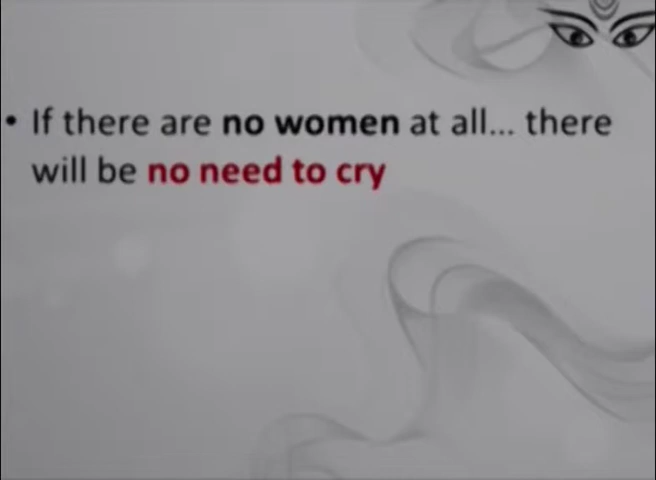 • If there are no women at all... there
will be no need to cry